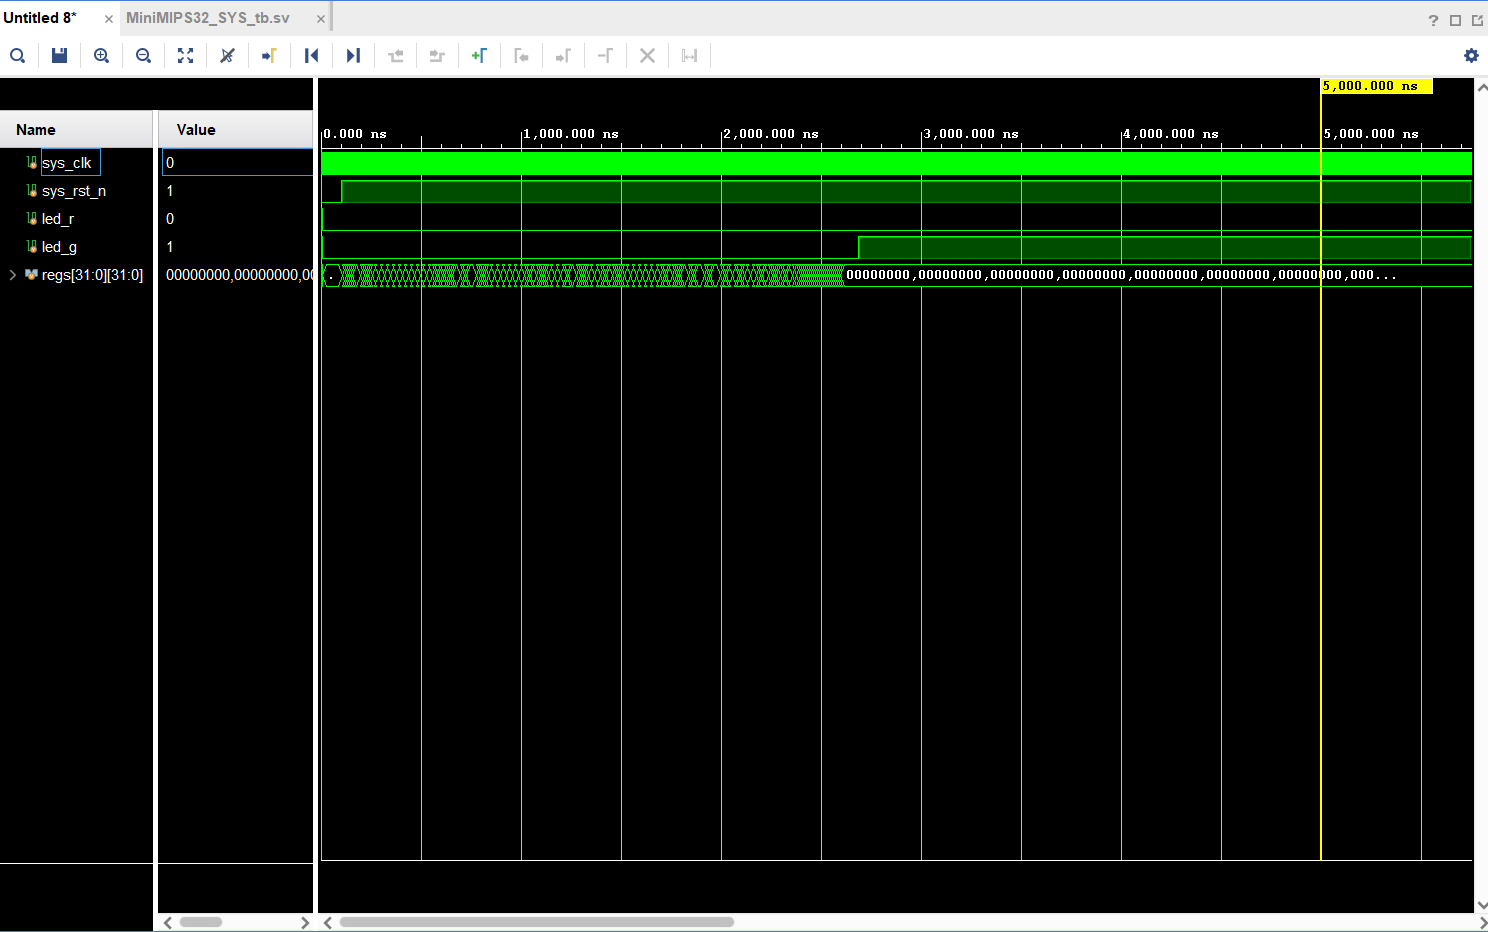 Untitled 8* × MiniMIPS32_SYS_tb.sv ×
5,000.000 ns
Name Value
0.000 ns 1,000.000 ns 2,000.000 ns 3,000.000 ns 4,000.000 ns 5,000.000 ns
sys_clk 0
sys_rst_n 1
led_r 0
led_g 1
regs[31:0][31:0] 00000000,00000000,00 00000000,00000000,00000000,00000000,00000000,00000000,00000000,000...